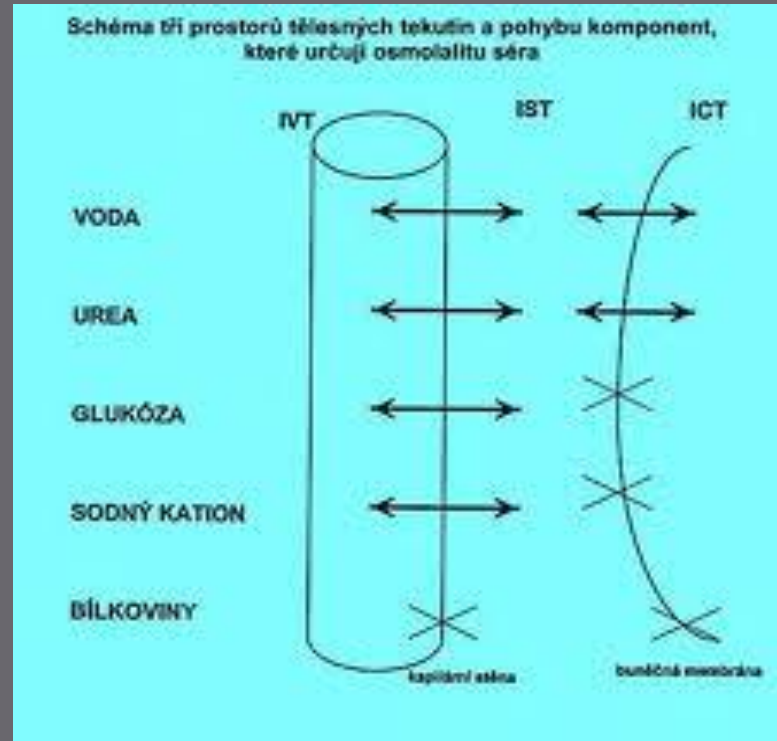 Schéma tří prostorů tělesných tekutin a pohybu komponent,
které určují osmolalitu séra
IVT
IST
ICT
VODA
UREA
GLUKÓZA
SODNÝ KATION
BÍLKOVINY
kapilární stěna
buněčná membrána